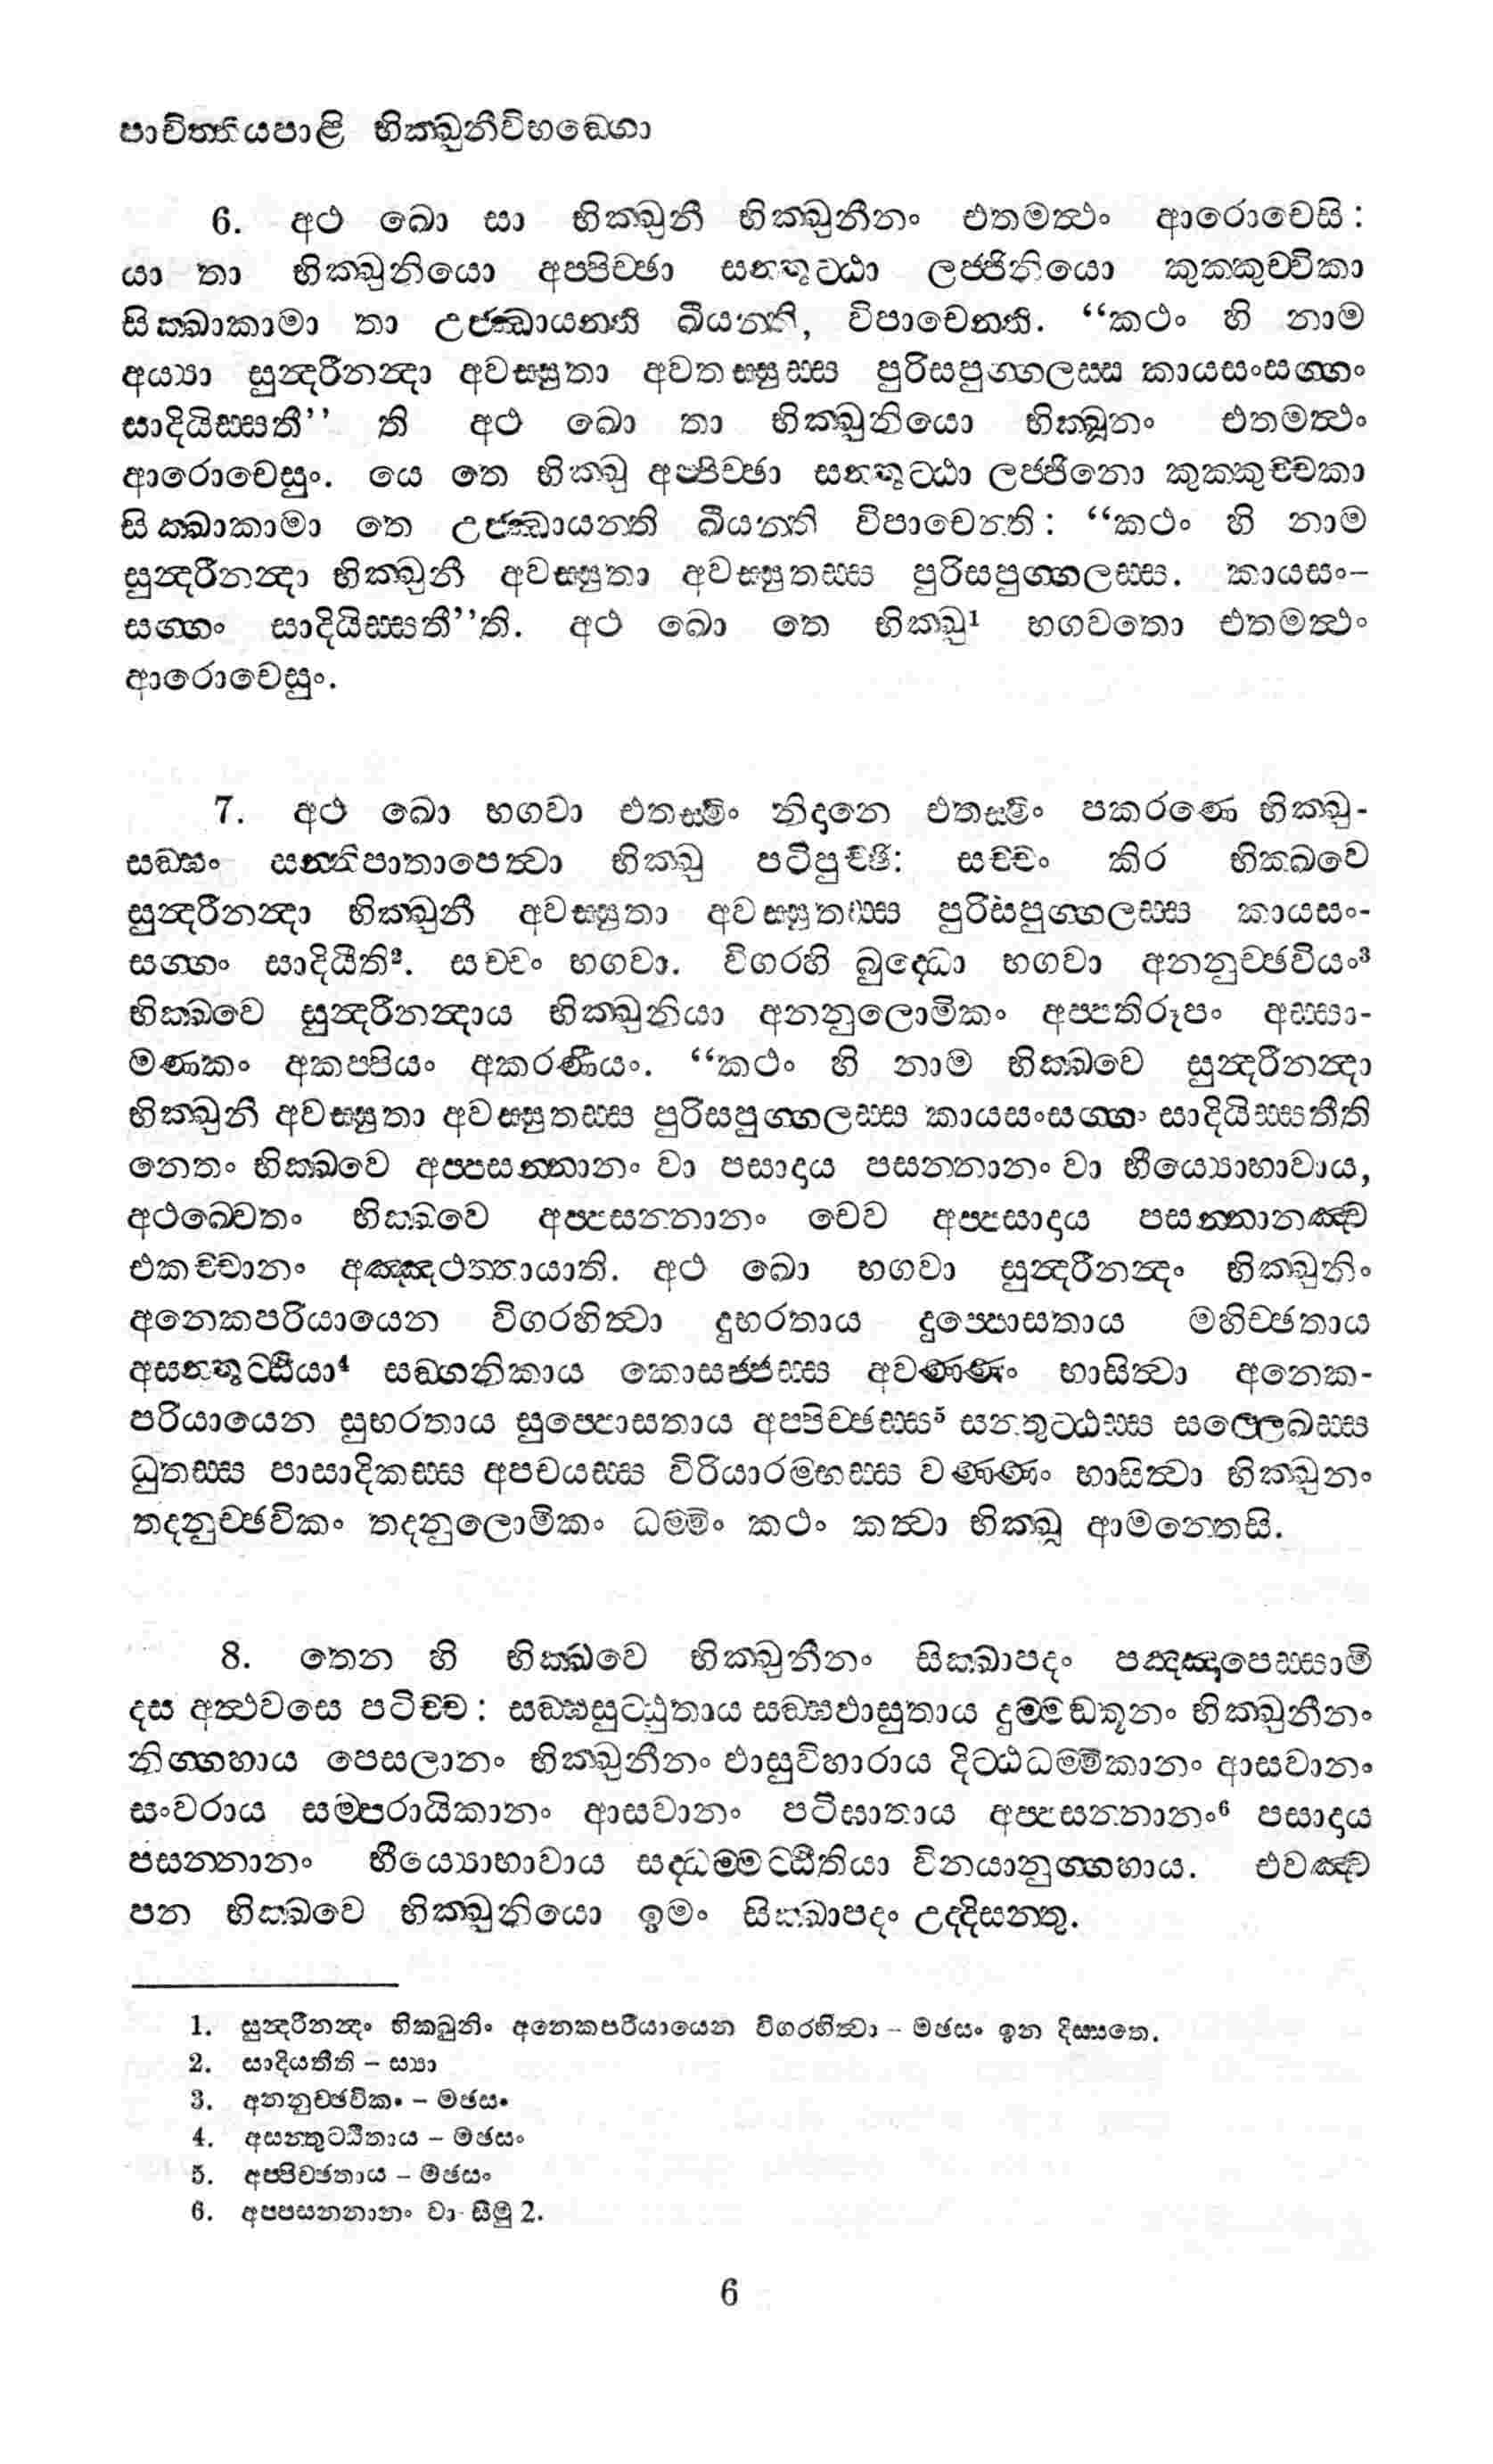 පාචිත්තියපාළි භික්ඛුනීවිභඞ්ගො
6. අථ ඛො සා භික්ඛුනී භික්ඛුනීනං එතමත්ථං ආරොචෙසි :
යා තා භික්ඛුනියො අප්පිච්ඡා සන්තුට්ඨා ලජ්ජිනියො කුක්කුච්චිකා
සික්ඛාකාමා තා උජ්ඣායන්ති ඛීයන්ති, විපාචෙන්ති. “කථං හි නාම
අය්‍යා සුන්දරීනන්දා අවස්සුතා අවතස්සුස්ස පුරිසපුග්ගලස්ස කායසංසග්ගං
සාදියිස්සතී” ති අථ ඛො තා භික්ඛුනියො භික්ඛූනං එතමත්ථං
ආරොචෙසුං. යෙ තෙ භික්ඛු අප්පිච්ඡා සන්තුට්ඨා ලජ්ජිනො කුක්කුච්චිකා
සික්ඛාකාමා තෙ උජ්ඣායන්ති ඛීයන්ති විපාචෙන්ති : “කථං හි නාම
සුන්දරීනන්දා භික්ඛුනී අවස්සුතා අවස්සුතස්ස පුරිසපුග්ගලස්ස. කායසං-
සග්ගං සාදියිස්සතී”ති. අථ ඛො තෙ භික්ඛු¹ භගවතො එතමත්ථං
ආරොචෙසුං.
7. අථ ඛො භගවා එතස්මිං නිදානෙ එතස්මිං පකරණෙ භික්ඛු-
සඞ්ඝං සන්නිපාතාපෙත්වා භික්ඛු පටිපුච්ඡි: සච්චං කිර භික්ඛවෙ
සුන්දරීනන්දා භික්ඛුනී අවස්සුතා අවස්සුතස්ස පුරිසපුග්ගලස්ස කායසං-
සග්ගං සාදියීති². සච්චං භගවා. විගරහි බුද්ධො භගවා අනනුච්ඡවියං³
භික්ඛවෙ සුන්දරීනන්දාය භික්ඛුනියා අනනුලොමිකං අප්පතිරූපං අස්සා-
මණකං අකප්පියං අකරණීයං. “කථං හි නාම භික්ඛවෙ සුන්දරීනන්දා
භික්ඛුනී අවස්සුතා අවස්සුතස්ස පුරිසපුග්ගලස්ස කායසංසග්ගං සාදියිස්සතීති
නෙතං භික්ඛවෙ අප්පසන්නානං වා පසාදාය පසන්නානං වා භීය්‍යොභාවාය,
අථඛ්වෙතං භික්ඛවෙ අප්පසන්නානං චෙව අප්පසාදාය පසන්නානඤ්ච
එකච්චානං අඤ්ඤථත්තායාති. අථ ඛො භගවා සුන්දරීනන්දං භික්ඛුනිං
අනෙකපරියායෙන විගරහිත්වා දුභරතාය දුප්පොසතාය මහිච්ඡතාය
අසන්තුට්ඨීයා⁴ සඞ්ගනිකාය කොසජ්ජස්ස අවණ්ණං භාසිත්වා අනෙක-
පරියායෙන සුභරතාය සුප්පොසතාය අප්පිච්ඡස්ස⁵ සන්තුට්ඨස්ස සල්ලෙඛස්ස
ධුතස්ස පාසාදිකස්ස අපචයස්ස විරියාරම්භස්ස වණ්ණං භාසිත්වා භික්ඛුනං
තදනුච්ඡවිකං තදනුලොමිකං ධම්මිං කථං කත්වා භික්ඛූ ආමන්තෙසි.
8. තෙන හි භික්ඛවෙ භික්ඛුනීනං සික්ඛාපදං පඤ්ඤාපෙස්සාමි
දස අත්ථවසෙ පටිච්ච : සඞ්ඝසුට්ඨුතාය සඞ්ඝඵාසුතාය දුම්මඞ්කූනං භික්ඛුනීනං
නිග්ගහාය පෙසලානං භික්ඛුනීනං ඵාසුවිහාරාය දිට්ඨධම්මිකානං ආසවානං
සංවරාය සම්පරායිකානං ආසවානං පටිඝාතාය අප්පසන්නානං⁶ පසාදාය
පසන්නානං භීය්‍යොභාවාය සද්ධම්මට්ඨීතියා විනයානුග්ගහාය. එවඤ්ච
පන භික්ඛවෙ භික්ඛුනියො ඉමං සික්ඛාපදං උද්දිසන්තු.
1. සුන්දරීනන්දං භික්ඛුනිං අනෙකපරියායෙන විගරහිත්වා – මඡසං ඉන දිස්සතෙ.
2. සාදියතීති – ස්‍යා
3. අනනුච්ඡවිකං – මඡසං
4. අසන්තුට්ඨිතාය – මඡසං
5. අප්පිච්ඡතාය – මඡසං
6. අප්පසන්නානං වා- සීමු 2.
6